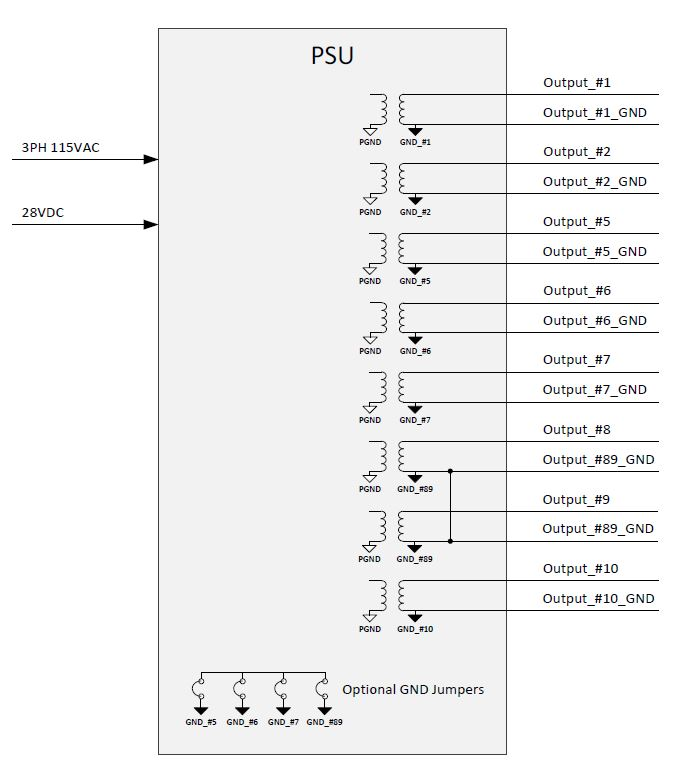 PSU
3PH 115VAC
28VDC
Output_#1
Output_#1_GND
PGND GND_#1
Output_#2
Output_#2_GND
PGND GND_#2
Output_#5
Output_#5_GND
PGND GND_#5
Output_#6
Output_#6_GND
PGND GND_#6
Output_#7
Output_#7_GND
PGND GND_#7
Output_#8
Output_#89_GND
PGND GND_#89
Output_#9
Output_#89_GND
PGND GND_#89
Output_#10
Output_#10_GND
PGND GND_#10
Optional GND Jumpers
GND_#5 GND_#6 GND_#7 GND_#89